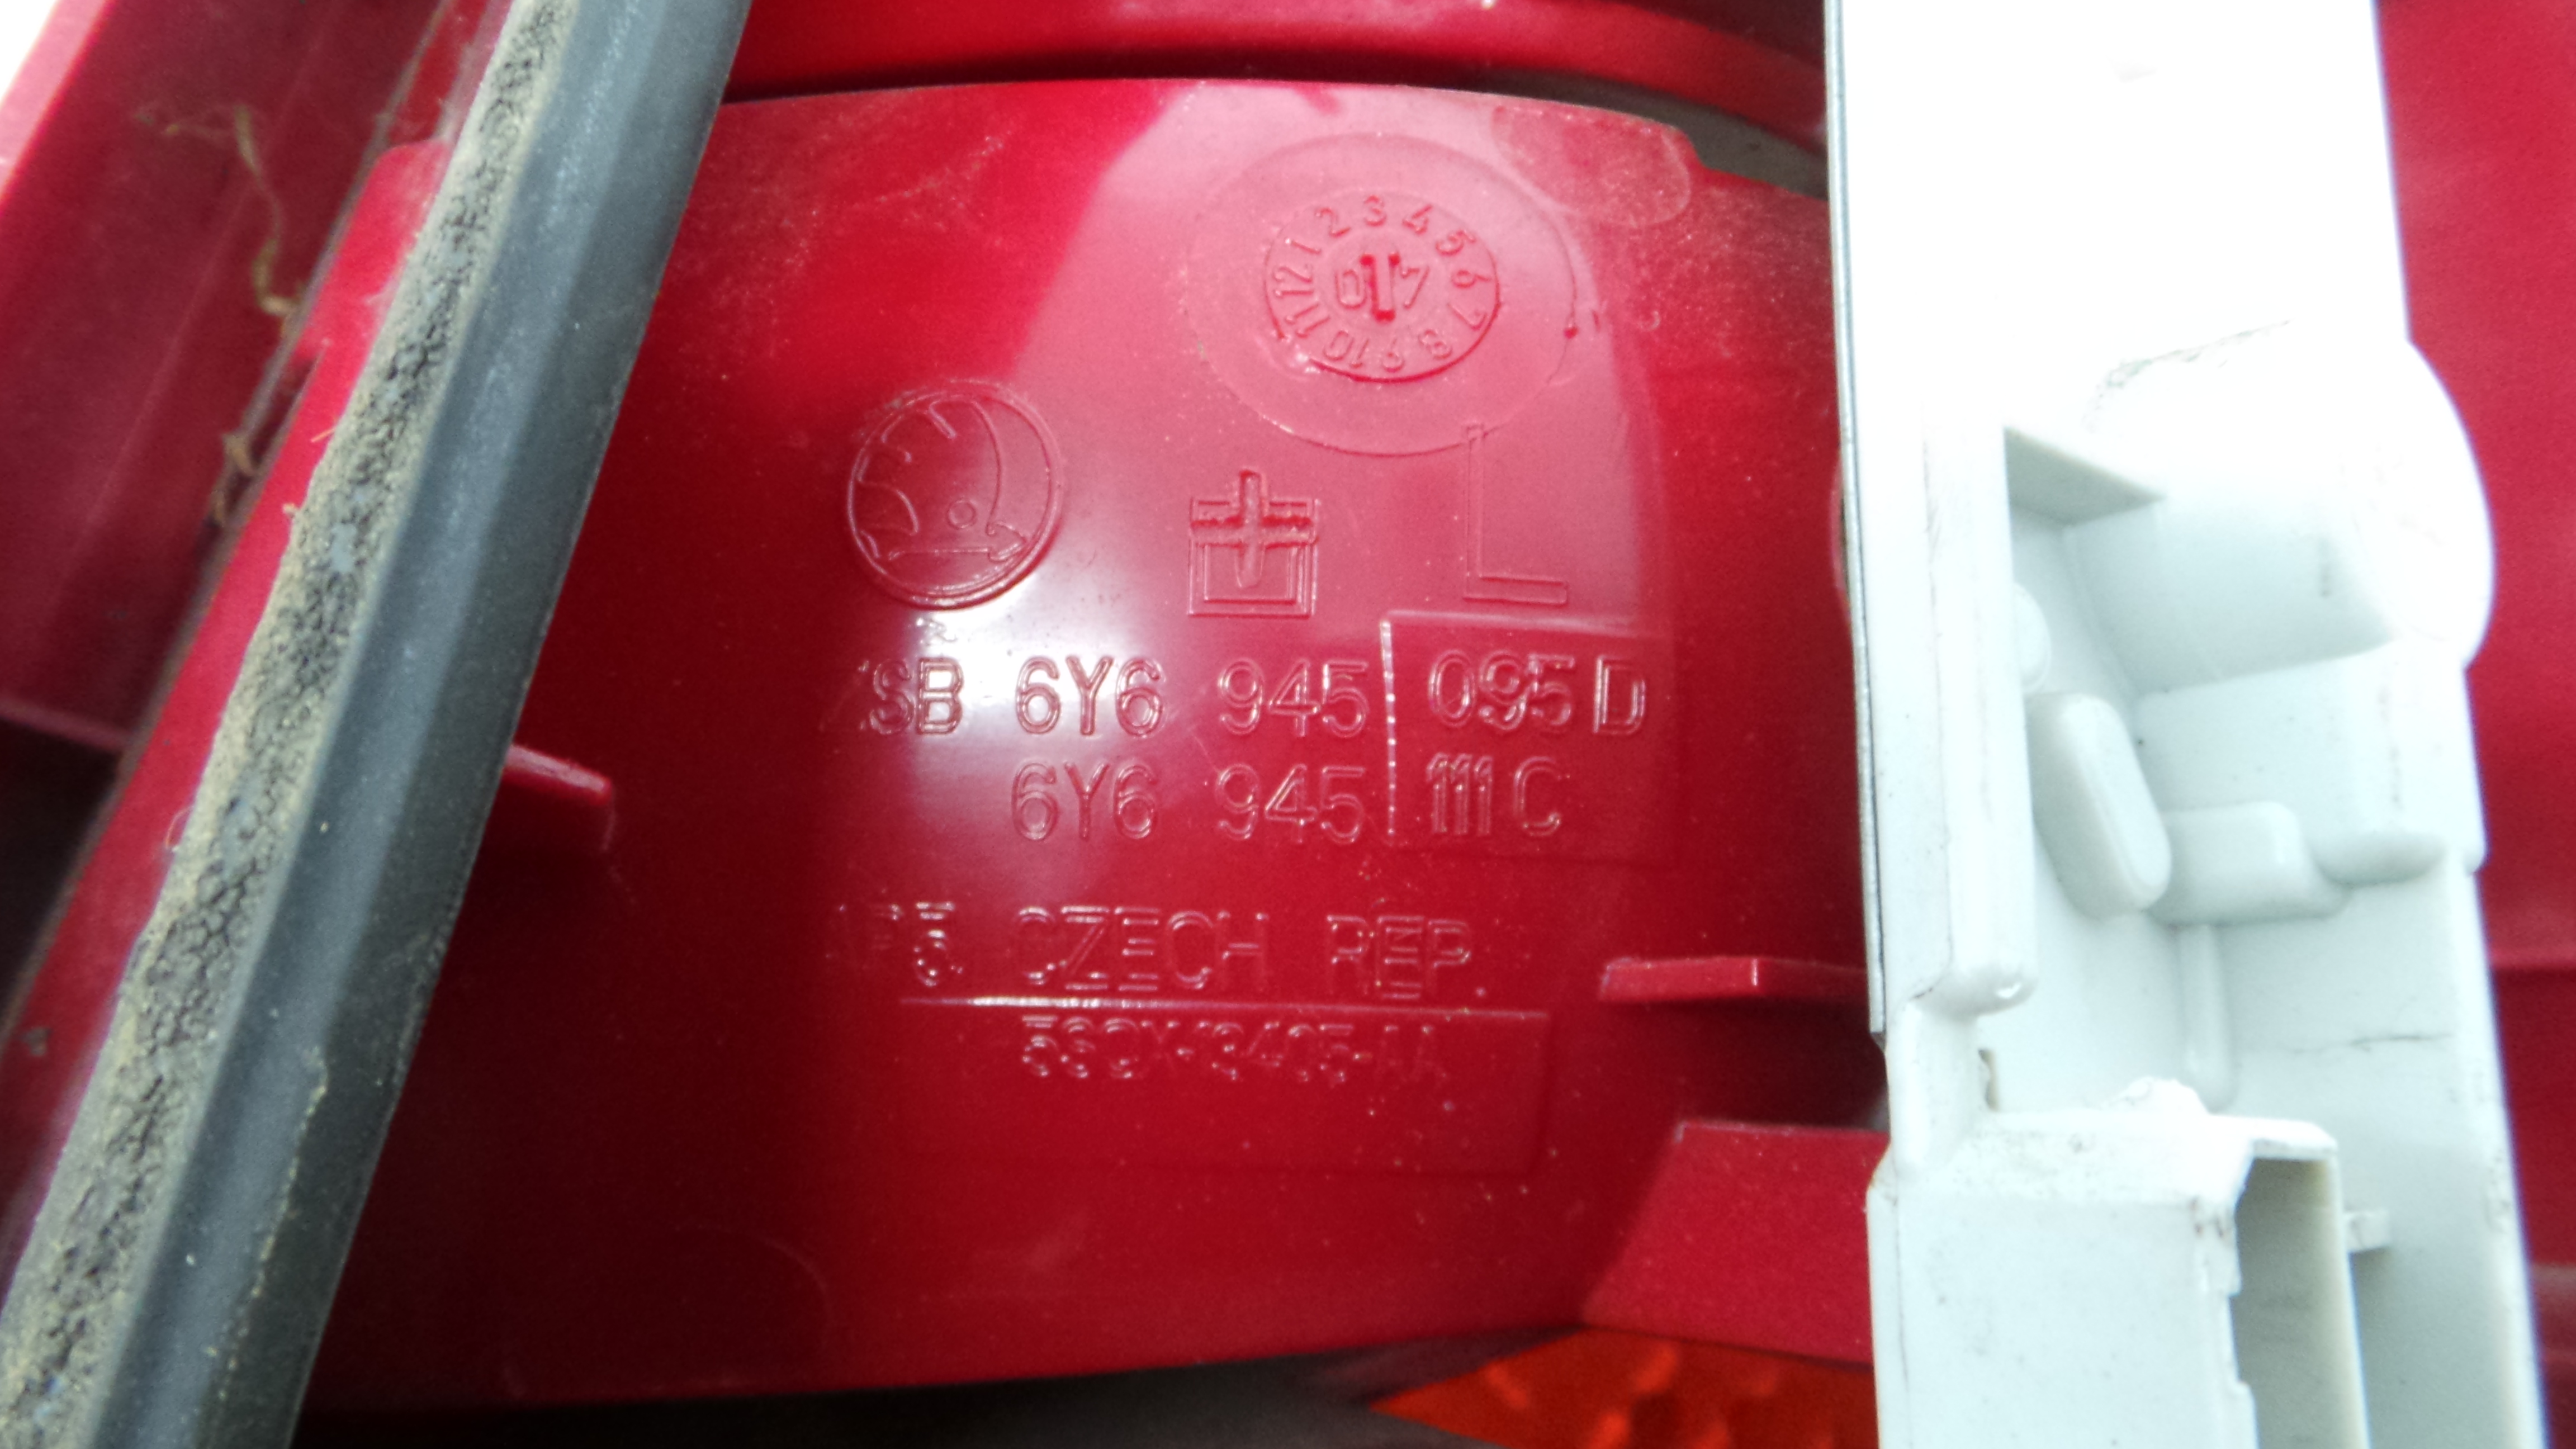 1 2 3 4 5 6 7 8 9 10 11 12
L
ZSB 6Y6 945 095 D
6Y6 945 111 C
CZECH REP.